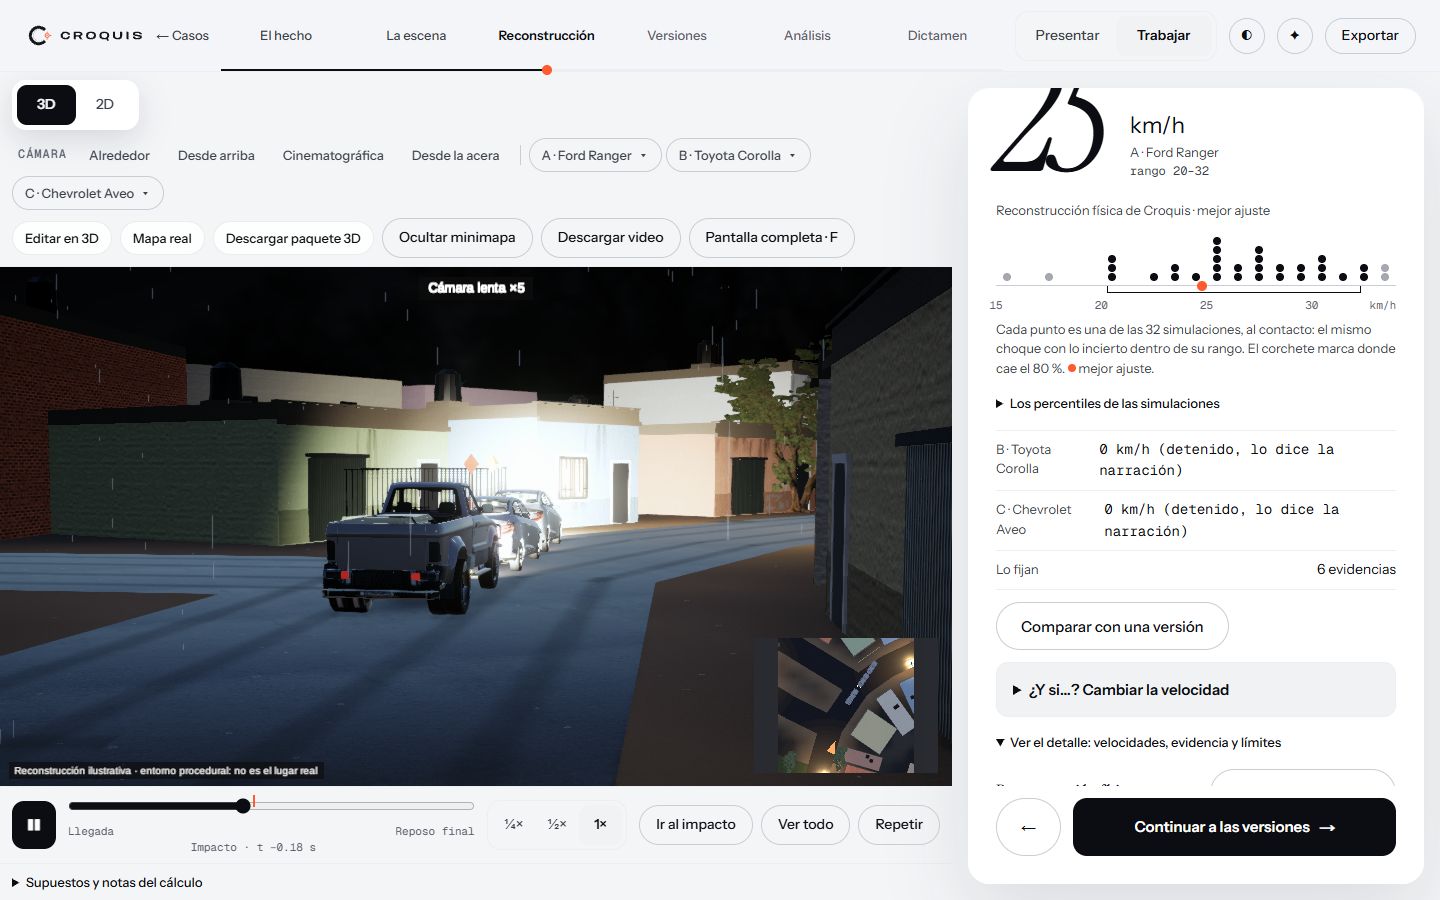 CROQUIS
← Casos
El hecho
La escena
Reconstrucción
Versiones
Análisis
Dictamen
Presentar
Trabajar
Exportar
3D
2D
CÁMARA
Alrededor
Desde arriba
Cinematográfica
Desde la acera
A · Ford Ranger
B · Toyota Corolla
C · Chevrolet Aveo
Editar en 3D
Mapa real
Descargar paquete 3D
Ocultar minimapa
Descargar video
Pantalla completa · F
Cámara lenta ×5
Reconstrucción ilustrativa - entorno procedural: no es el lugar real
Llegada
Reposo final
Impacto · t −0.18 s
¼×
½×
1×
Ir al impacto
Ver todo
Repetir
Supuestos y notas del cálculo
25
km/h
A · Ford Ranger
rango 20–32
Reconstrucción física de Croquis · mejor ajuste
15
20
25
30
km/h
Cada punto es una de las 32 simulaciones, al contacto: el mismo
choque con lo incierto dentro de su rango. El corchete marca donde
cae el 80 %. mejor ajuste.
Los percentiles de las simulaciones
B · Toyota
Corolla
0 km/h (detenido, lo dice la
narración)
C · Chevrolet
Aveo
0 km/h (detenido, lo dice la
narración)
Lo fijan
6 evidencias
Comparar con una versión
¿Y si…? Cambiar la velocidad
Ver el detalle: velocidades, evidencia y límites
←
Continuar a las versiones →